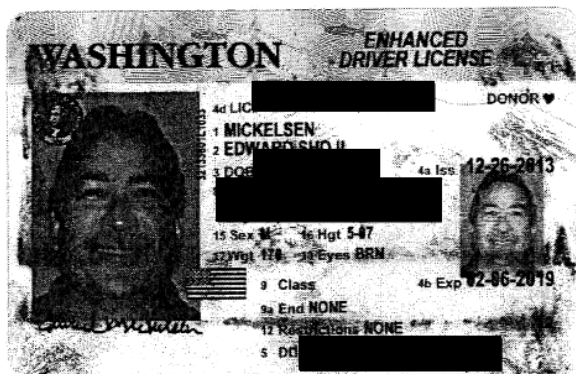 WASHINGTON
ENHANCED
DRIVER LICENSE
4d LIC
DONOR
1 MICKELSEN
2 EDWARD SHOJI
3 DOB
4a Iss 12-26-2013
15 Sex M 16 Hgt 5-07
17 Wgt 170 18 Eyes BRN
9 Class
4b Exp 02-06-2019
9a End NONE
12 Restrictions NONE
5 DD